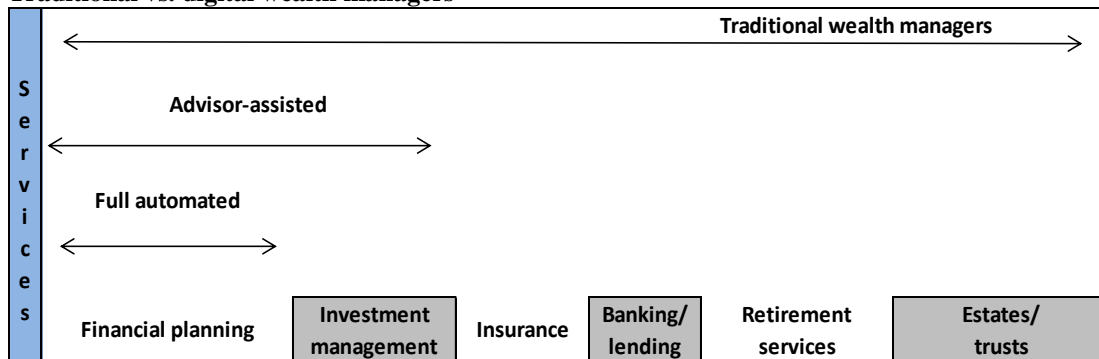 Traditional vs. digital wealth managers
Traditional wealth managers
Services
Advisor-assisted
Full automated
Financial planning
Investment
management
Insurance
Banking/
lending
Retirement
services
Estates/
trusts